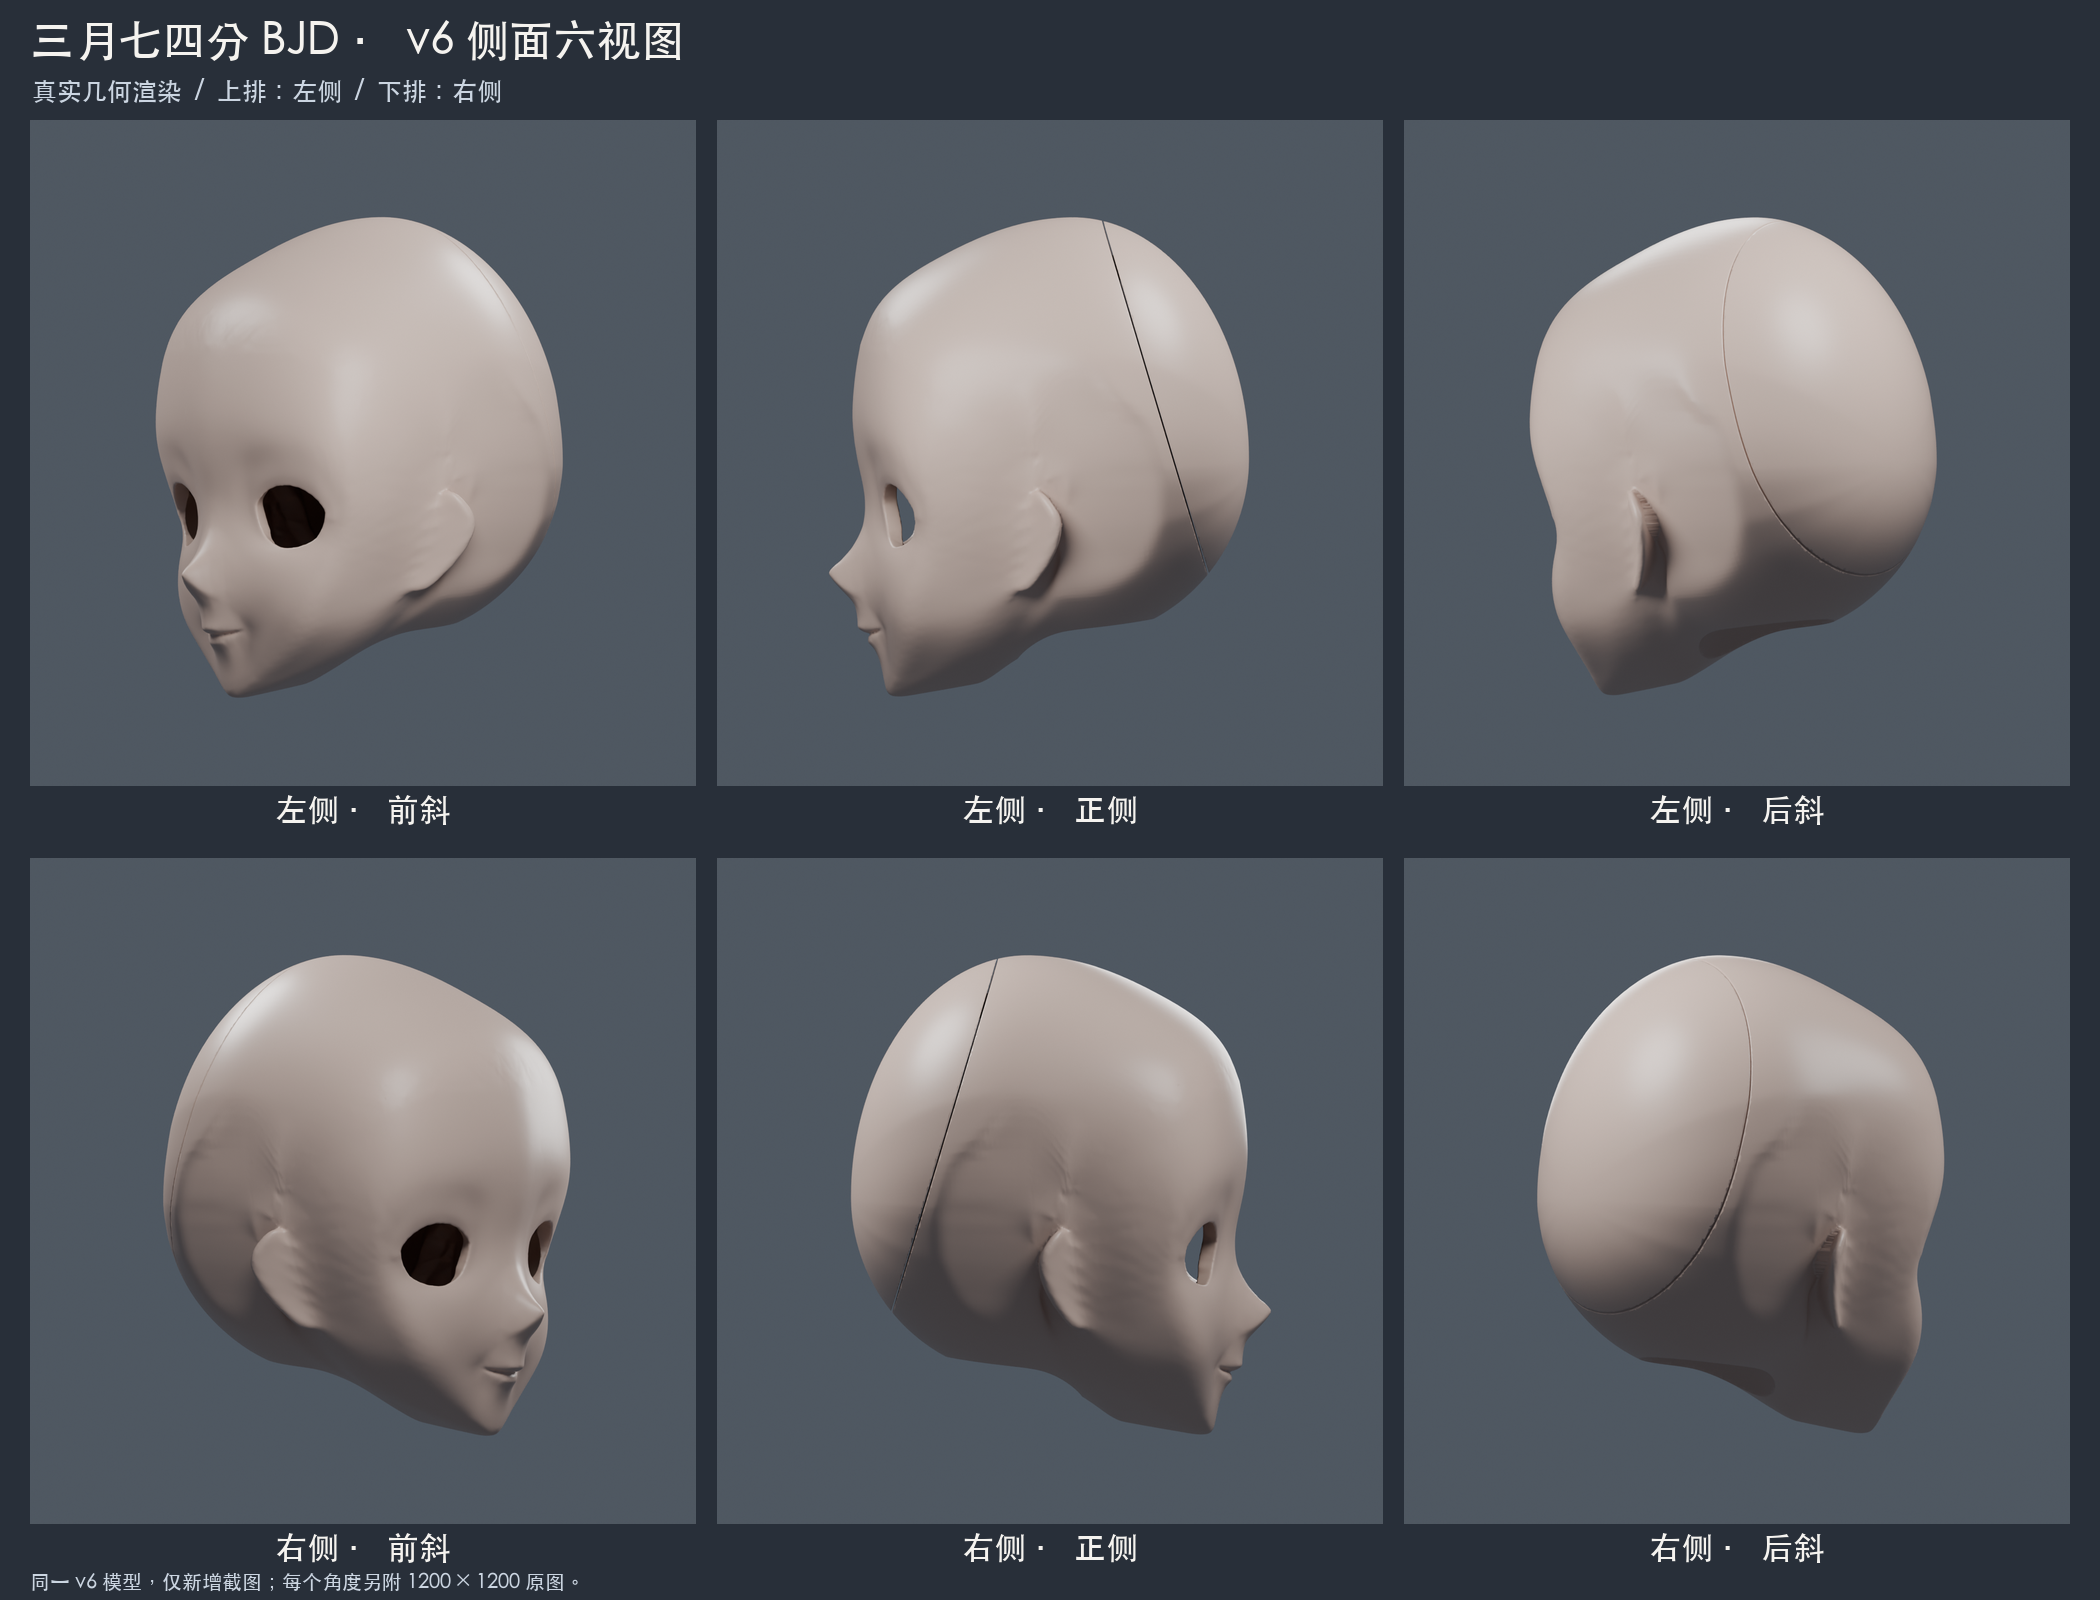 三月七四分 BJD · v6 侧面六视图
真实几何渲染 / 上排：左侧 / 下排：右侧
左侧 · 前斜
左侧 · 正侧
左侧 · 后斜
右侧 · 前斜
右侧 · 正侧
右侧 · 后斜
同一 v6 模型，仅新增截图；每个角度另附 1200×1200 原图。